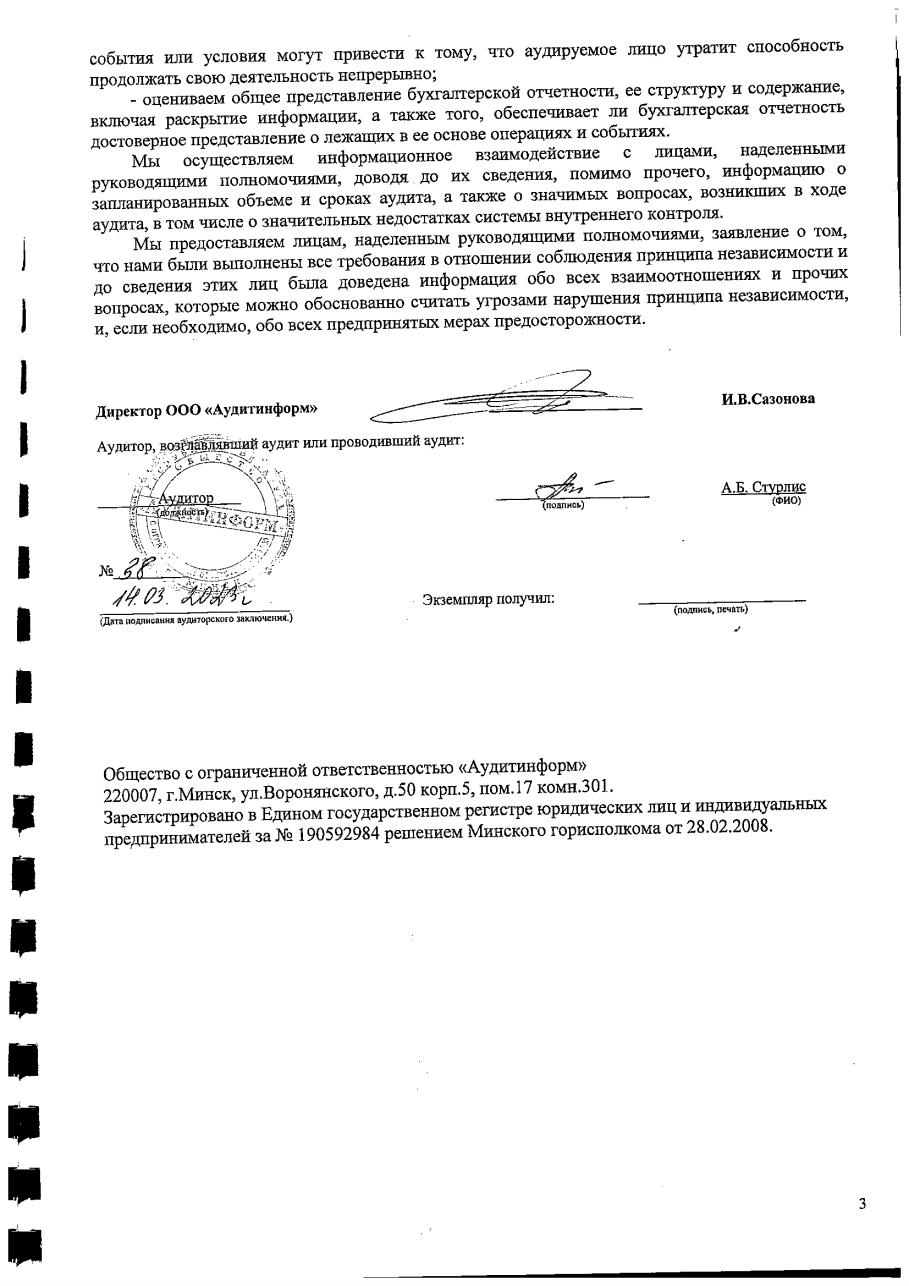 события или условия могут привести к тому, что аудируемое лицо утратит способность
продолжать свою деятельность непрерывно;
- оцениваем общее представление бухгалтерской отчетности, ее структуру и содержание,
включая раскрытие информации, а также того, обеспечивает ли бухгалтерская отчетность
достоверное представление о лежащих в ее основе операциях и событиях.
Мы осуществляем информационное взаимодействие с лицами, наделенными
руководящими полномочиями, доводя до их сведения, помимо прочего, информацию о
запланированных объеме и сроках аудита, а также о значимых вопросах, возникших в ходе
аудита, в том числе о значительных недостатках системы внутреннего контроля.
Мы предоставляем лицам, наделенным руководящими полномочиями, заявление о том,
что нами были выполнены все требования в отношении соблюдения принципа независимости и
до сведения этих лиц была доведена информация обо всех взаимоотношениях и прочих
вопросах, которые можно обоснованно считать угрозами нарушения принципа независимости,
и, если необходимо, обо всех предпринятых мерах предосторожности.
Директор ООО «Аудитинформ» И.В.Сазонова
Аудитор, возглавлявший аудит или проводивший аудит:
ОБЩЕСТВО
Аудитор А.Б. Стурлис
(должность) (подпись) (ФИО)
АУДИТИНФОРМ
№ 38
14.03. 2023г
Экземпляр получил:
(Дата подписания аудиторского заключения.) (подпись, печать)
Общество с ограниченной ответственностью «Аудитинформ»
220007, г.Минск, ул.Воронянского, д.50 корп.5, пом.17 комн.301.
Зарегистрировано в Едином государственном регистре юридических лиц и индивидуальных
предпринимателей за № 190592984 решением Минского горисполкома от 28.02.2008.
3